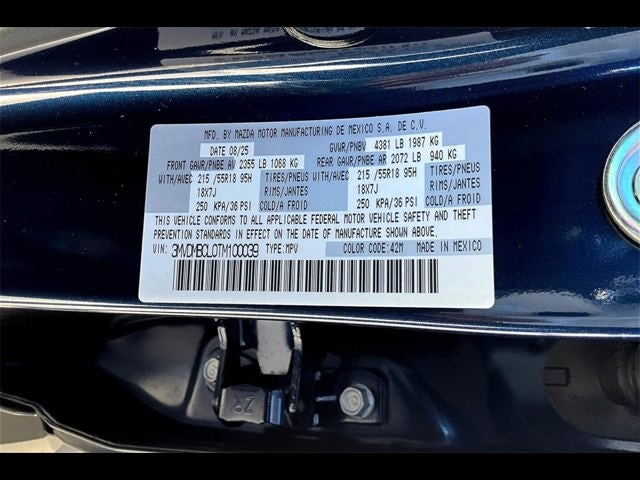 MFD. BY MAZDA MOTOR MANUFACTURING DE MEXICO S.A. DE C.V.
DATE 08/25 GVWR/PNBV 4381 LB 1987 KG
FRONT GAWR/PNBE AV 2355 LB 1068 KG REAR GAWR/PNBE AR 2072 LB 940 KG
WITH/AVEC 215 /55R18 95H TIRES/PNEUS WITH/AVEC 215 /55R18 95H TIRES/PNEUS
18X7J RIMS/JANTES 18X7J RIMS/JANTES
250 KPA/36 PSI COLD/A FROID 250 KPA/36 PSI COLD/A FROID
THIS VEHICLE CONFORMS TO ALL APPLICABLE FEDERAL MOTOR VEHICLE SAFETY AND THEFT
PREVENTION STANDARDS IN EFFECT ON THE DATE OF MANUFACTURE SHOWN ABOVE.
VIN: 3MVDMBCL0TM100039 TYPE:MPV COLOR CODE:42M MADE IN MEXICO
ZR